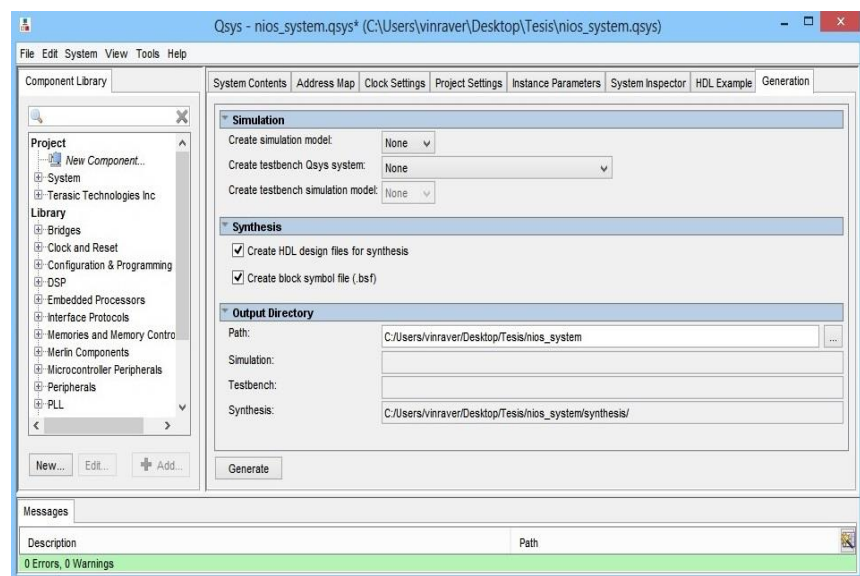 Qsys - nios_system.qsys* (C:\Users\vinraver\Desktop\Tesis\nios_system.qsys)
File Edit System View Tools Help
Component Library
System Contents Address Map Clock Settings Project Settings Instance Parameters System Inspector HDL Example Generation
Project
New Component...
System
Terasic Technologies Inc
Library
Bridges
Clock and Reset
Configuration & Programming
DSP
Embedded Processors
Interface Protocols
Memories and Memory Contro
Merlin Components
Microcontroller Peripherals
Peripherals
PLL
New... Edit... Add...
Simulation
Create simulation model: None
Create testbench Qsys system: None
Create testbench simulation model: None
Synthesis
Create HDL design files for synthesis
Create block symbol file (.bsf)
Output Directory
Path: C:/Users/vinraver/Desktop/Tesis/nios_system ...
Simulation:
Testbench:
Synthesis: C:/Users/vinraver/Desktop/Tesis/nios_system/synthesis/
Generate
Messages
Description Path
0 Errors, 0 Warnings